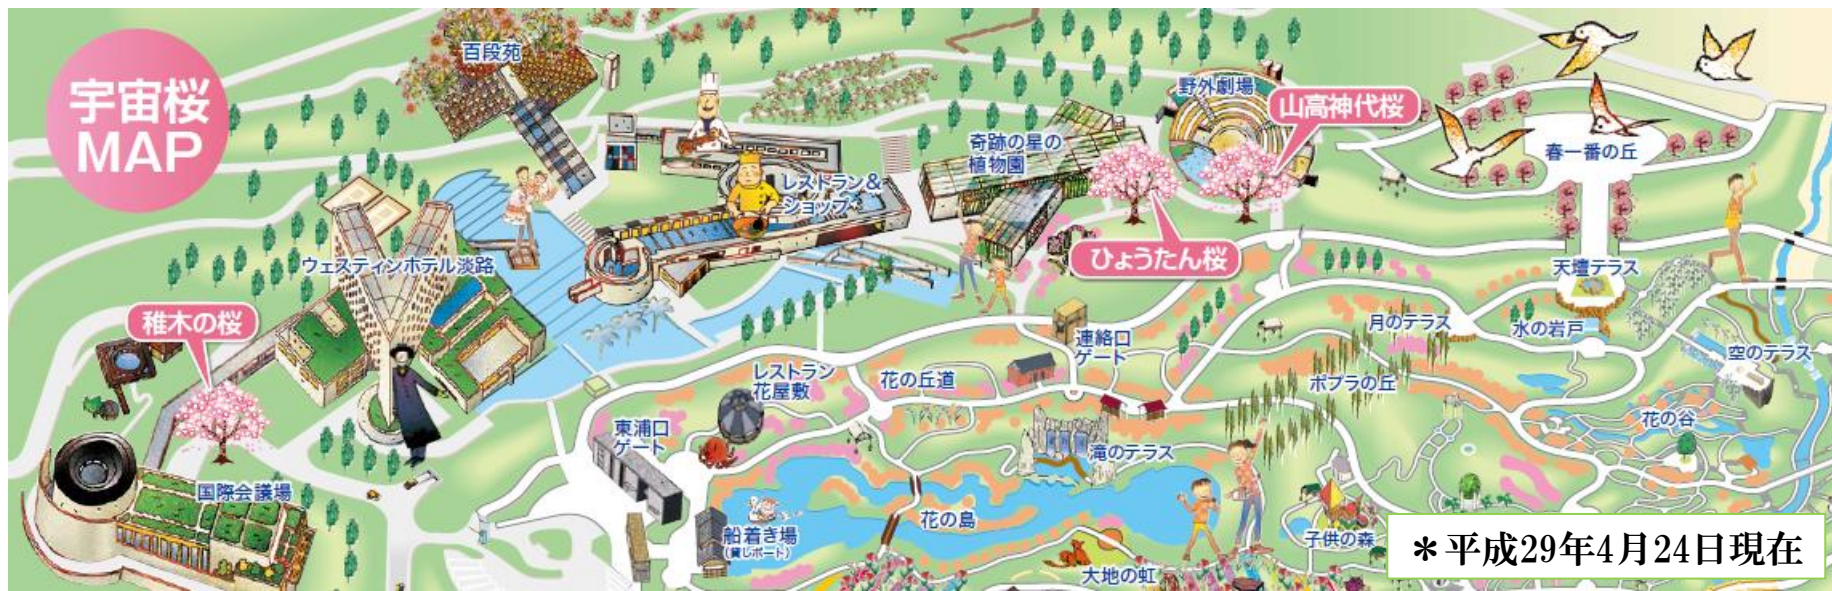 宇宙桜
MAP
百段苑
野外劇場
山高神代桜
奇跡の星の
植物園
春一番の丘
レストラン＆
ショップ
ひょうたん桜
ウェスティンホテル淡路
天壇テラス
稚木の桜
連絡口
ゲート
月のテラス
水の岩戸
空のテラス
レストラン
花屋敷
花の丘道
ポプラの丘
花の谷
東浦口
ゲート
滝のテラス
国際会議場
花の島
船着き場
（貸しボート）
子供の森
大地の虹
＊平成29年4月24日現在